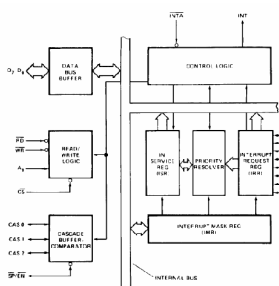 INTA
INT
DATA
BUS
BUFFER
D7 D0
CONTROL LOGIC
RD
WR
A0
CS
READ/
WRITE
LOGIC
IN
SERVICE
REG
(ISR)
PRIORITY
RESOLVER
INTERRUPT
REQUEST
REG
(IRR)
CAS 0
CAS 1
CAS 2
CASCADE
BUFFER
COMPARATOR
INTERRUPT MASK REG
(IMR)
SP/EN
INTERNAL BUS